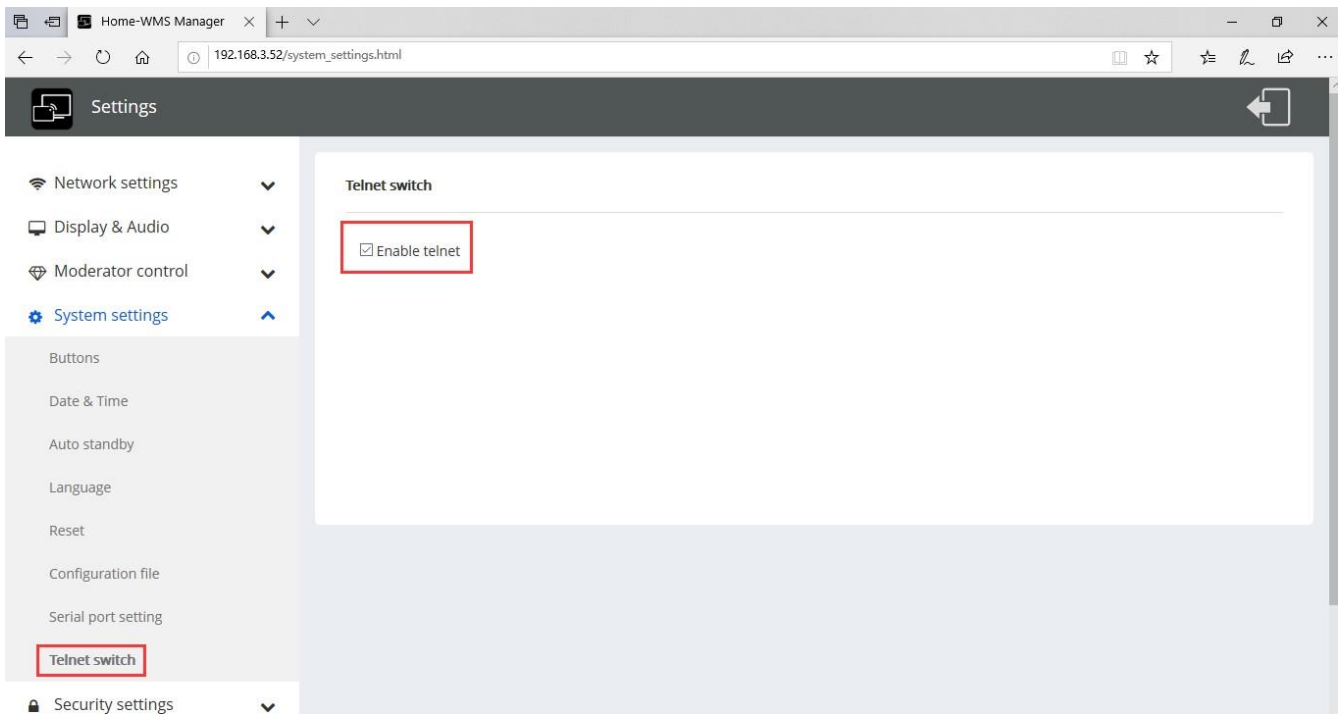 Home-WMS Manager
192.168.3.52/system_settings.html
Settings
Network settings
Display & Audio
Moderator control
System settings
Buttons
Date & Time
Auto standby
Language
Reset
Configuration file
Serial port setting
Telnet switch
Security settings
Telnet switch
Enable telnet